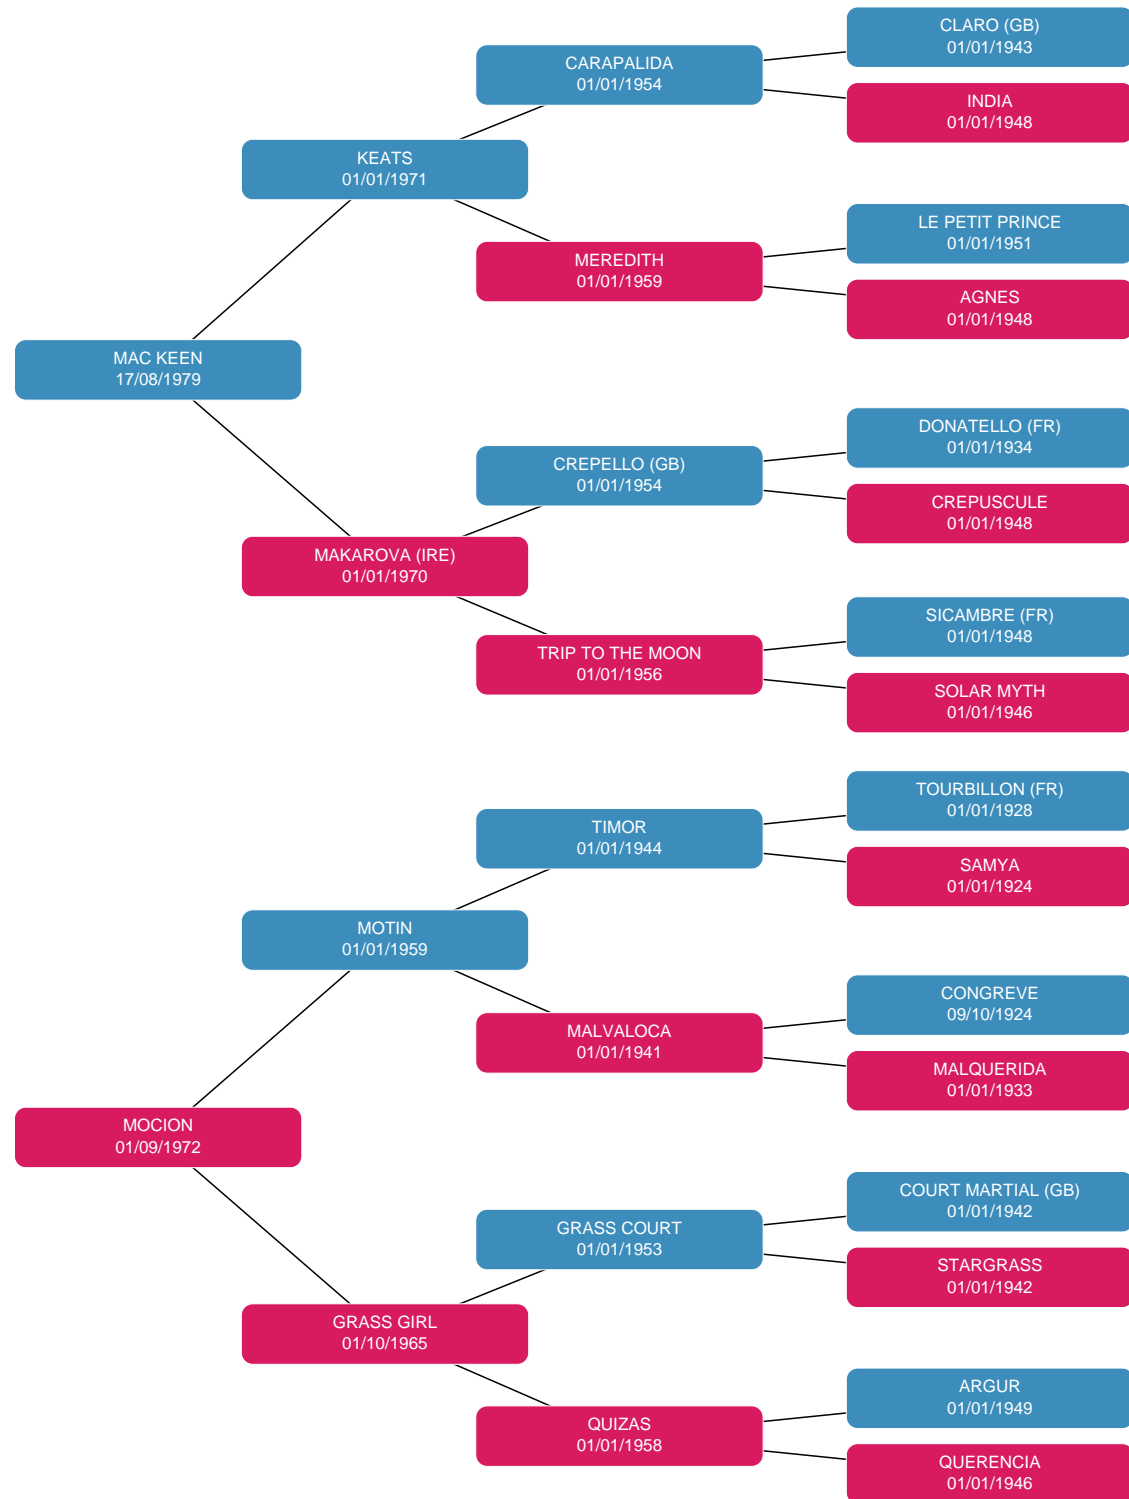 CLARO (GB)
01/01/1943
CARAPALIDA
01/01/1954
INDIA
01/01/1948
KEATS
01/01/1971
LE PETIT PRINCE
01/01/1951
MEREDITH
01/01/1959
AGNES
01/01/1948
MAC KEEN
17/08/1979
DONATELLO (FR)
01/01/1934
CREPELLO (GB)
01/01/1954
CREPUSCULE
01/01/1948
MAKAROVA (IRE)
01/01/1970
SICAMBRE (FR)
01/01/1948
TRIP TO THE MOON
01/01/1956
SOLAR MYTH
01/01/1946
TOURBILLON (FR)
01/01/1928
TIMOR
01/01/1944
SAMYA
01/01/1924
MOTIN
01/01/1959
CONGREVE
09/10/1924
MALVALOCA
01/01/1941
MALQUERIDA
01/01/1933
MOCION
01/09/1972
COURT MARTIAL (GB)
01/01/1942
GRASS COURT
01/01/1953
STARGRASS
01/01/1942
GRASS GIRL
01/10/1965
ARGUR
01/01/1949
QUIZAS
01/01/1958
QUERENCIA
01/01/1946